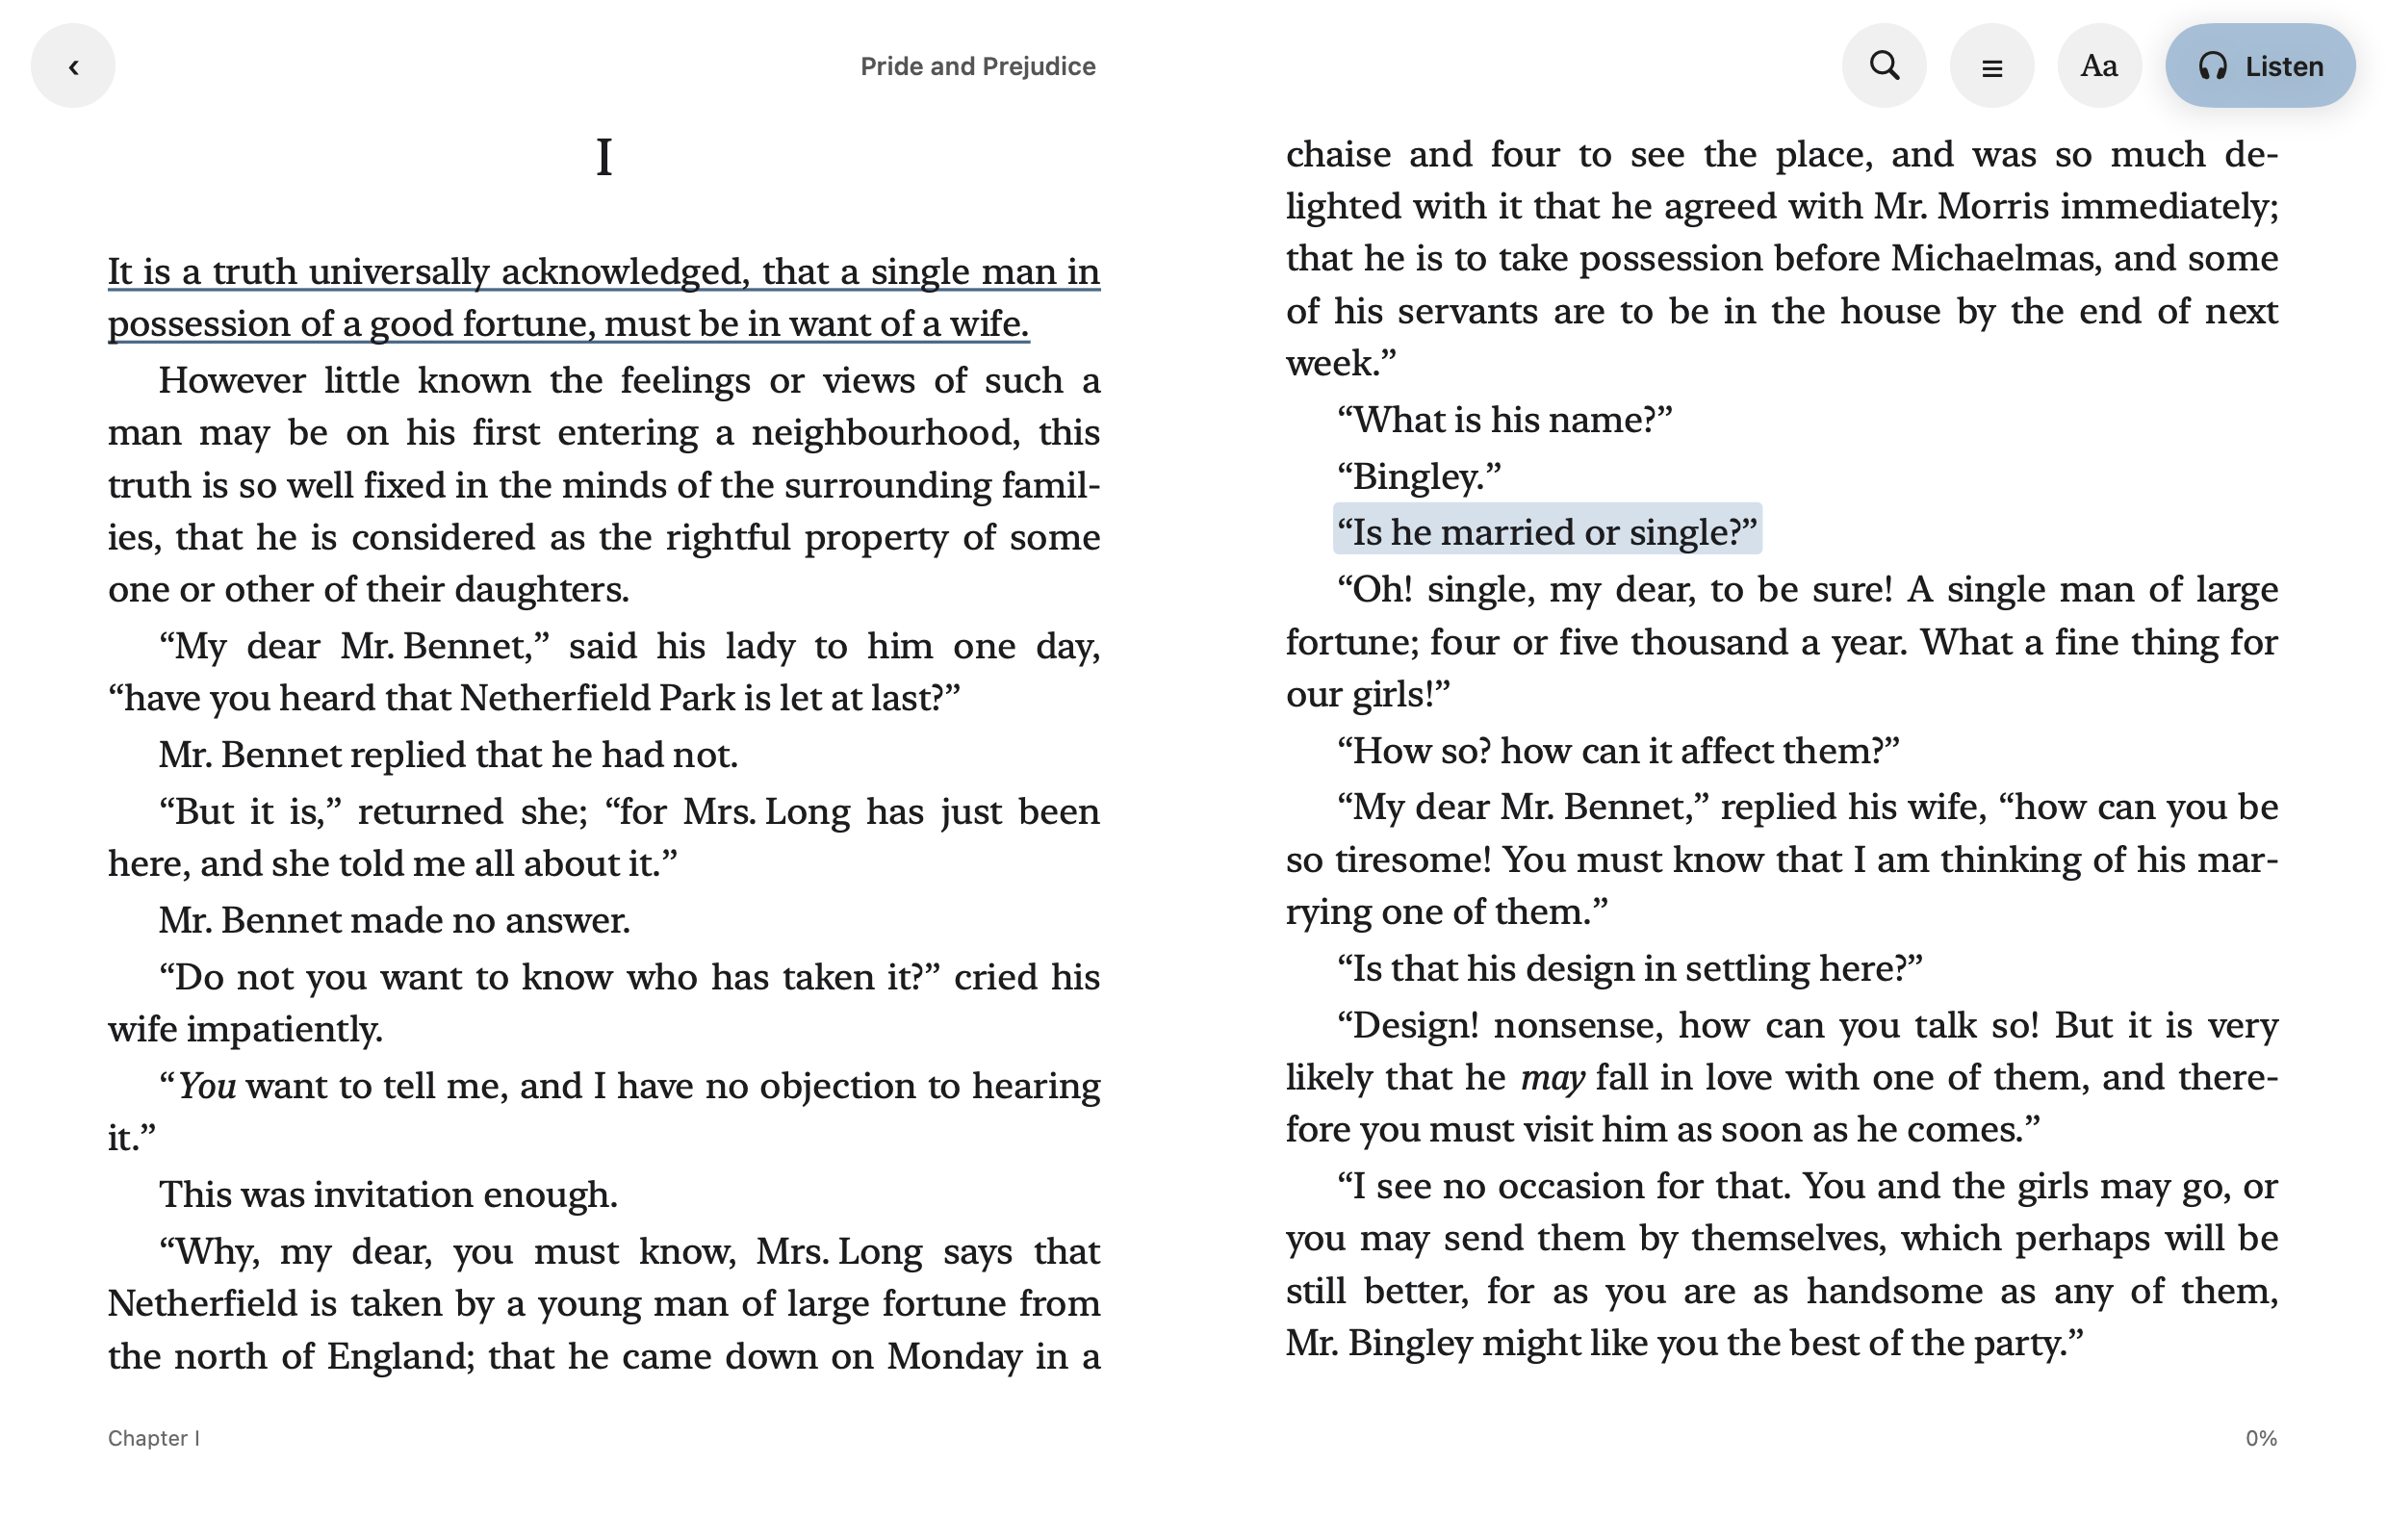 ‹
Pride and Prejudice
Aa
Listen
I
It is a truth universally acknowledged, that a single man in
possession of a good fortune, must be in want of a wife.
However little known the feelings or views of such a
man may be on his first entering a neighbourhood, this
truth is so well fixed in the minds of the surrounding famil-
ies, that he is considered as the rightful property of some
one or other of their daughters.
“My dear Mr. Bennet,” said his lady to him one day,
“have you heard that Netherfield Park is let at last?”
Mr. Bennet replied that he had not.
“But it is,” returned she; “for Mrs. Long has just been
here, and she told me all about it.”
Mr. Bennet made no answer.
“Do not you want to know who has taken it?” cried his
wife impatiently.
“You want to tell me, and I have no objection to hearing
it.”
This was invitation enough.
“Why, my dear, you must know, Mrs. Long says that
Netherfield is taken by a young man of large fortune from
the north of England; that he came down on Monday in a
chaise and four to see the place, and was so much de-
lighted with it that he agreed with Mr. Morris immediately;
that he is to take possession before Michaelmas, and some
of his servants are to be in the house by the end of next
week.”
“What is his name?”
“Bingley.”
“Is he married or single?”
“Oh! single, my dear, to be sure! A single man of large
fortune; four or five thousand a year. What a fine thing for
our girls!”
“How so? how can it affect them?”
“My dear Mr. Bennet,” replied his wife, “how can you be
so tiresome! You must know that I am thinking of his mar-
rying one of them.”
“Is that his design in settling here?”
“Design! nonsense, how can you talk so! But it is very
likely that he may fall in love with one of them, and there-
fore you must visit him as soon as he comes.”
“I see no occasion for that. You and the girls may go, or
you may send them by themselves, which perhaps will be
still better, for as you are as handsome as any of them,
Mr. Bingley might like you the best of the party.”
Chapter I
0%